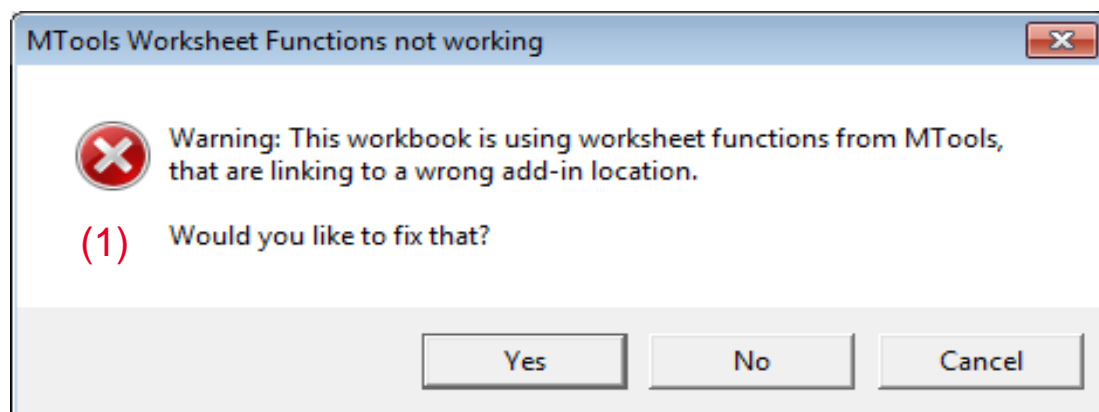 MTools Worksheet Functions not working
Warning: This workbook is using worksheet functions from MTools,
that are linking to a wrong add-in location.
(1) Would you like to fix that?
Yes No Cancel